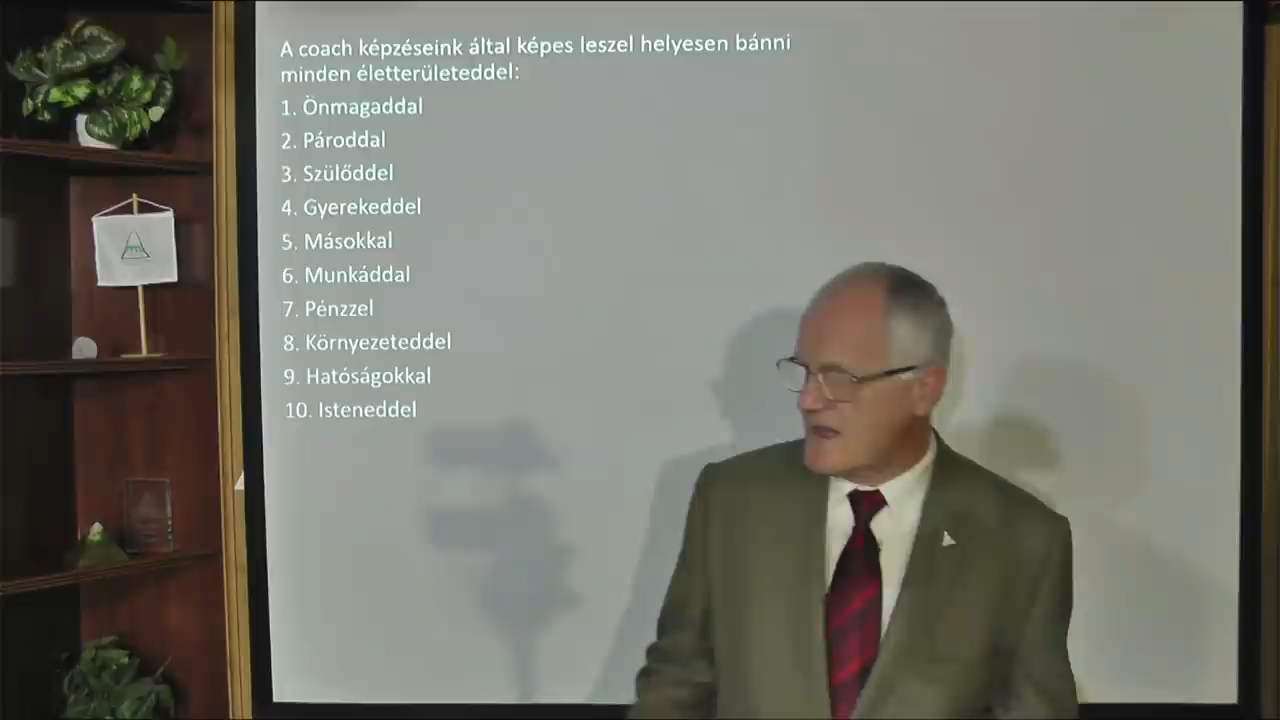 A coach képzéseink által képes leszel helyesen bánni
minden életterületeddel:
1. Önmagaddal
2. Pároddal
3. Szülőddel
4. Gyerekeddel
5. Másokkal
6. Munkáddal
7. Pénzzel
8. Környezeteddel
9. Hatóságokkal
10. Isteneddel